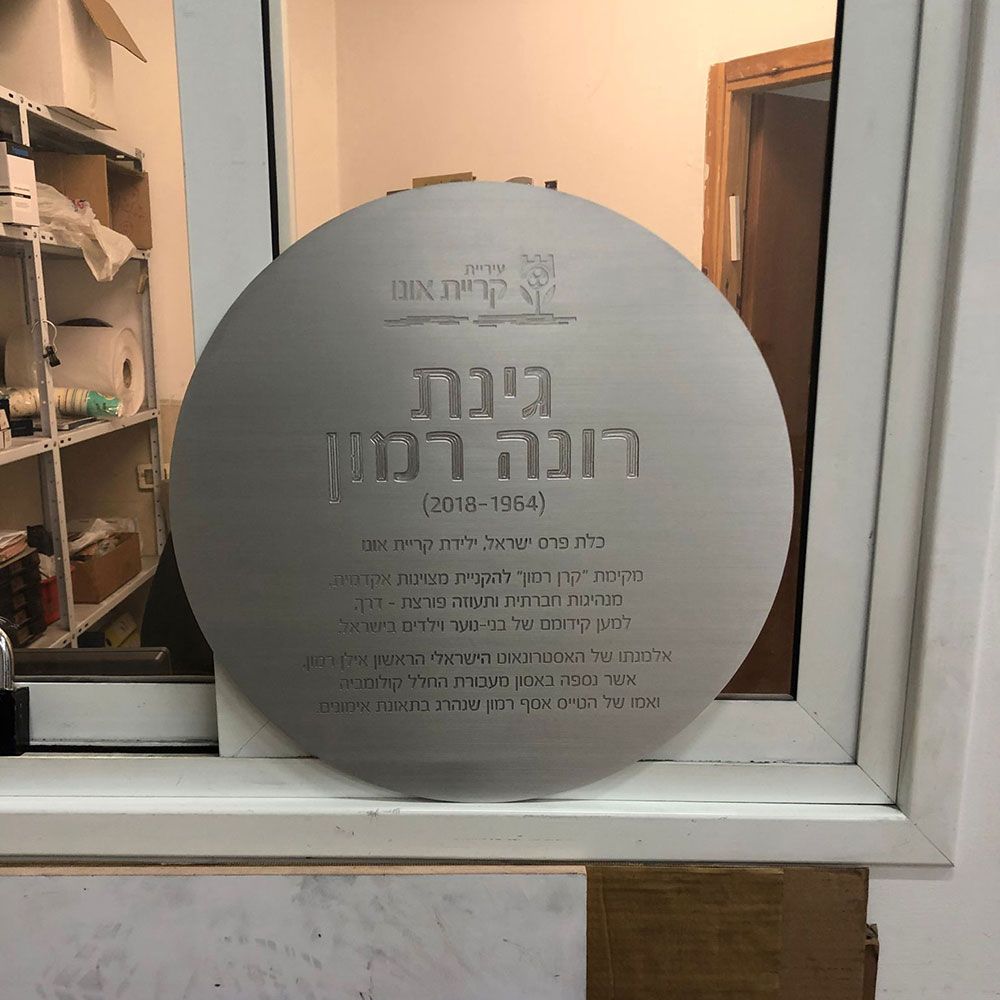 עיריית
קריית אונו
גינת
רונה רמון
(2018-1964)
כלת פרס ישראל, ילידת קריית אונו
מקימת "קרן רמון" להקניית מצוינות אקדמית,
מנהיגות חברתית ותעוזה פורצת - דרך,
למען קידומם של בני-נוער וילדים בישראל.
אלמנתו של האסטרונאוט הישראלי הראשון אילן רמון,
אשר נספה באסון מעבורת החלל קולומביה
ואמו של הטייס אסף רמון שנהרג בתאונת אימונים.